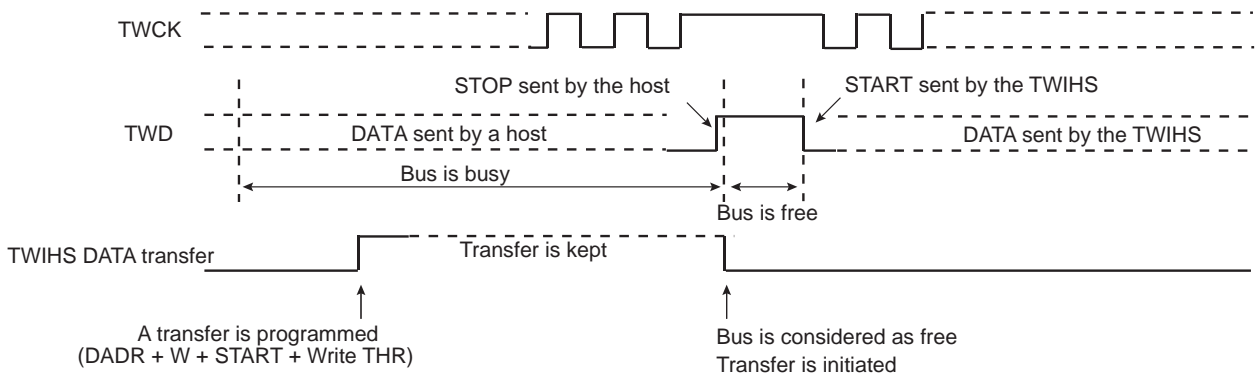 TWCK
STOP sent by the host
START sent by the TWIHS
TWD
DATA sent by a host
DATA sent by the TWIHS
Bus is busy
Bus is free
TWIHS DATA transfer
Transfer is kept
A transfer is programmed
(DADR + W + START + Write THR)
Bus is considered as free
Transfer is initiated